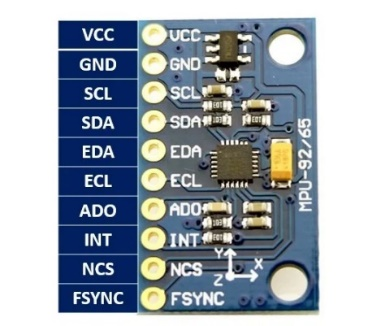 VCC VCC
GND GND
SCL SCL
SDA SDA
EDA EDA
ECL ECL
ADO ADO
INT INT
NCS NCS
FSYNC FSYNC
MPU-92/65
Y
X
Z